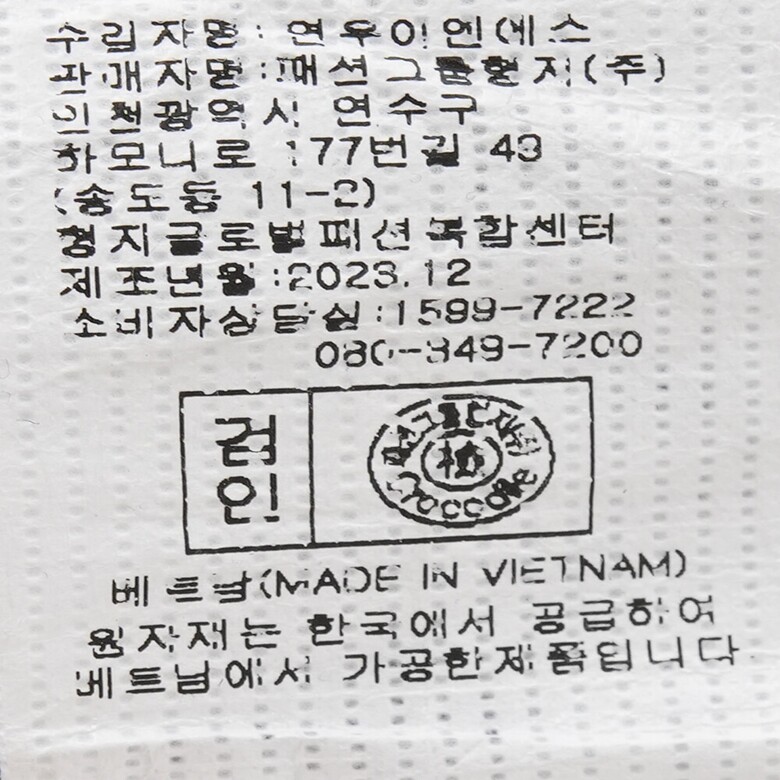 수입자명 : 연우이엔에스
판매자명 : 패션그룹형지(주)
인천광역시 연수구
하모니로 177번길 49
(송도동 11-2)
형지글로벌패션복합센터
제조년월 :2023.12
소비자상담실 :1599-7222
080-849-7200
검
인
crocodile
베트남(MADE IN VIETNAM)
원자재는 한국에서 공급하여
베트남에서 가공한제품입니다